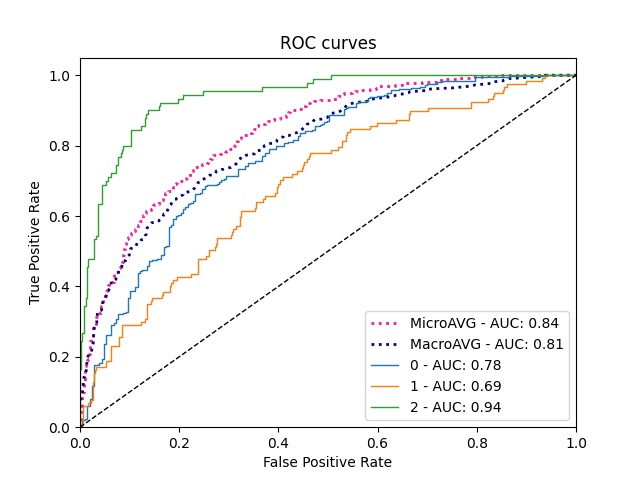 ROC curves
True Positive Rate
1.0
0.8
0.6
0.4
0.2
0.0
MicroAVG - AUC: 0.84
MacroAVG - AUC: 0.81
0 - AUC: 0.78
1 - AUC: 0.69
2 - AUC: 0.94
0.0 0.2 0.4 0.6 0.8 1.0
False Positive Rate